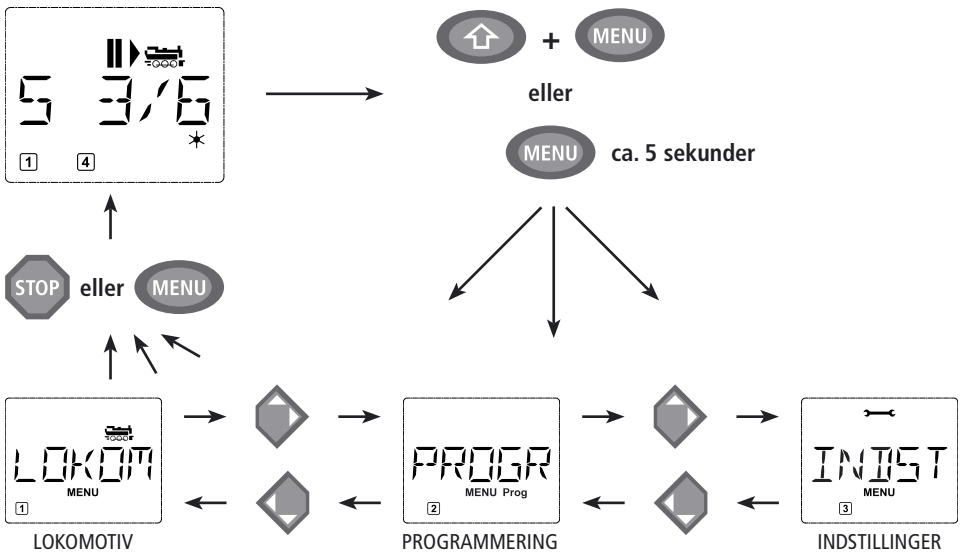 S 3/6
1 4
+ MENU
eller
MENU ca. 5 sekunder
STOP eller MENU
LOKOM
MENU
1
LOKOMOTIV
PROGR
MENU Prog
2
PROGRAMMERING
INDST
MENU
3
INDSTILLINGER